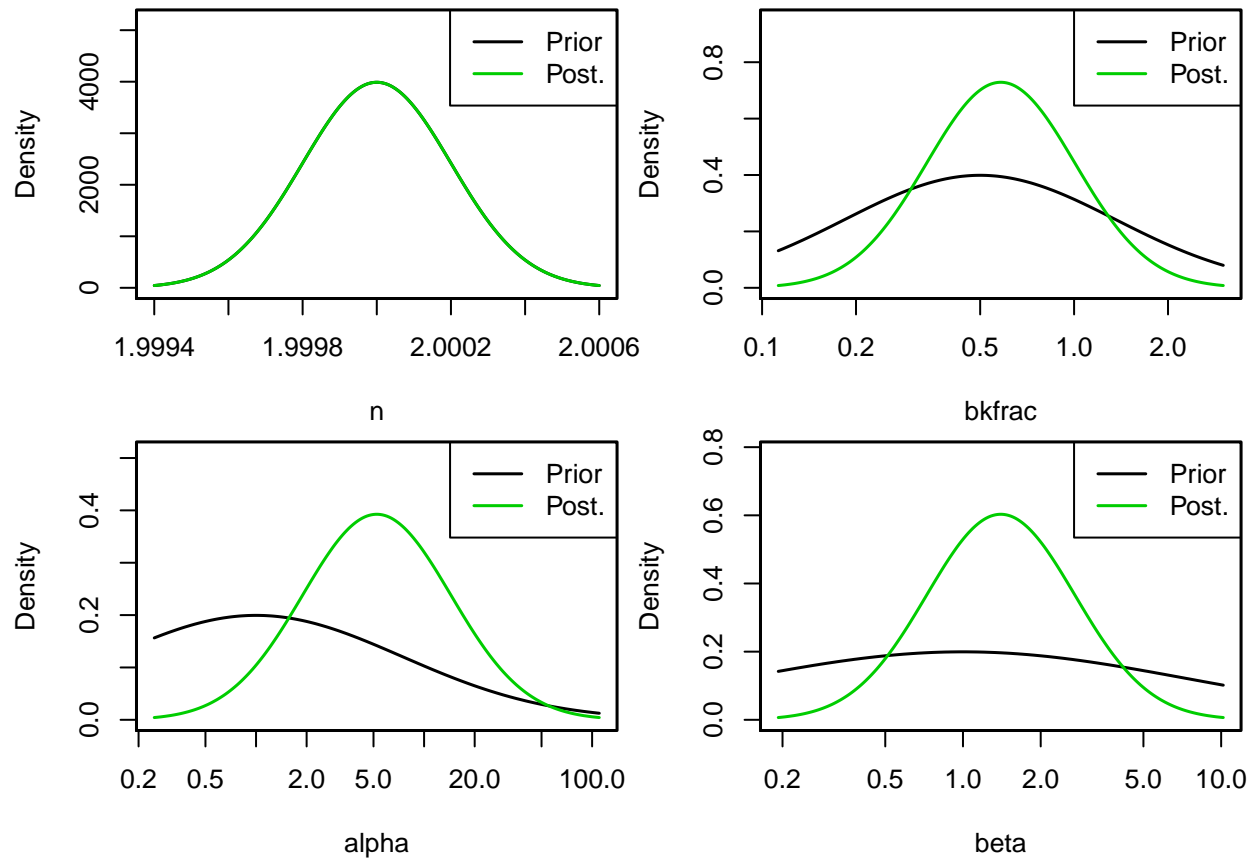 Density
0 2000 4000
1.9994 1.9998 2.0002 2.0006
n
Prior
Post.
Density
0.0 0.4 0.8
0.1 0.2 0.5 1.0 2.0
bkfrac
Prior
Post.
Density
0.0 0.2 0.4
0.2 0.5 2.0 5.0 20.0 100.0
alpha
Prior
Post.
Density
0.0 0.2 0.4 0.6 0.8
0.2 0.5 1.0 2.0 5.0 10.0
beta
Prior
Post.